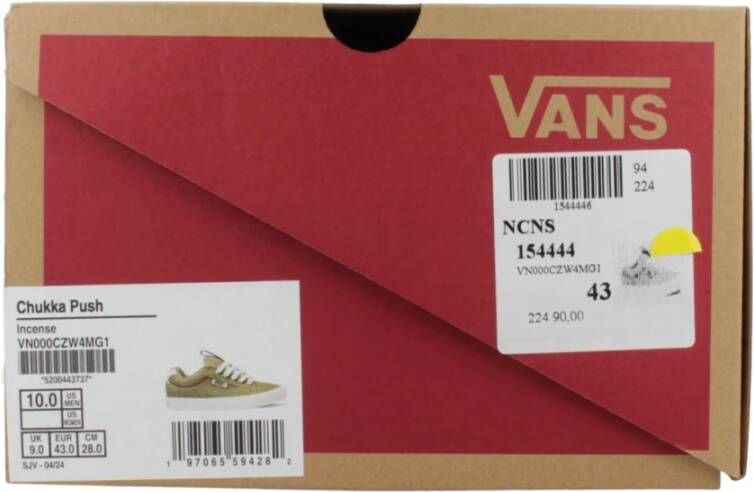 VANS
94
224
1544446
NCNS
154444
VN000CZW4MG1
43
224 90,00
Chukka Push
Incense
VN000CZW4MG1
*5200443737*
10.0 US MEN
US WOMEN
UK EUR CM
9.0 43.0 28.0
SJV - 04/24
1 97065 59428 2